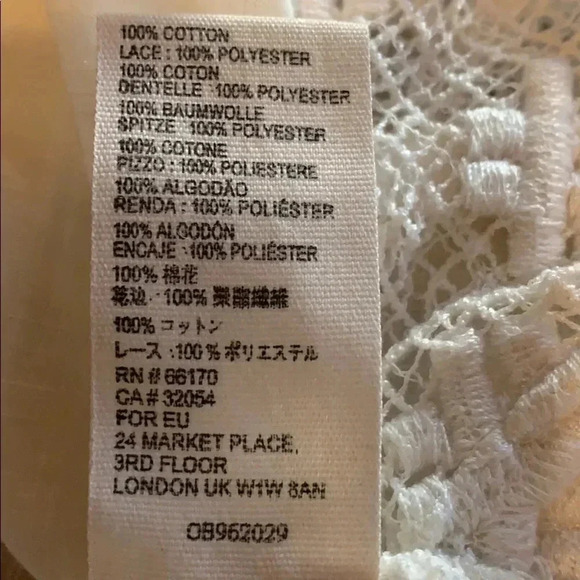 100% COTTON
LACE : 100% POLYESTER
100% COTON
DENTELLE : 100% POLYESTER
100% BAUMWOLLE
SPITZE : 100% POLYESTER
100% COTONE
PIZZO : 100% POLIESTERE
100% ALGODÃO
RENDA : 100% POLIÉSTER
100% ALGODÓN
ENCAJE : 100% POLIÉSTER
100% 棉花
花边 : 100% 聚酯纖維
100% コットン
レース : 100% ポリエステル
RN # 66170
CA # 32054
FOR EU
24 MARKET PLACE,
3RD FLOOR
LONDON UK W1W 8AN
OB962029